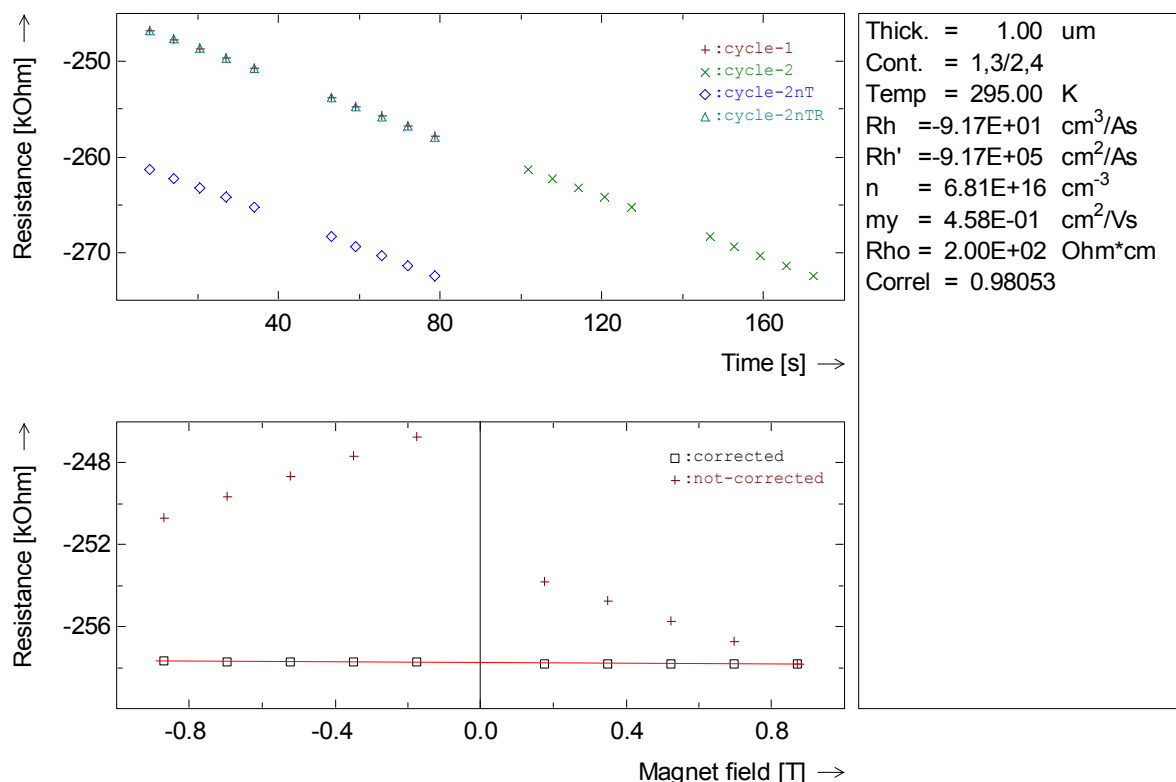 Resistance [kOhm]
-250
-260
-270
+ :cycle-1
× :cycle-2
◇ :cycle-2nT
△ :cycle-2nTR
40
80
120
160
Time [s]
Thick. = 1.00 um
Cont. = 1,3/2,4
Temp = 295.00 K
Rh =-9.17E+01 cm³/As
Rh' =-9.17E+05 cm²/As
n = 6.81E+16 cm⁻³
my = 4.58E-01 cm²/Vs
Rho = 2.00E+02 Ohm*cm
Correl = 0.98053
Resistance [kOhm]
-248
-252
-256
□ :corrected
+ :not-corrected
-0.8
-0.4
0.0
0.4
0.8
Magnet field [T]